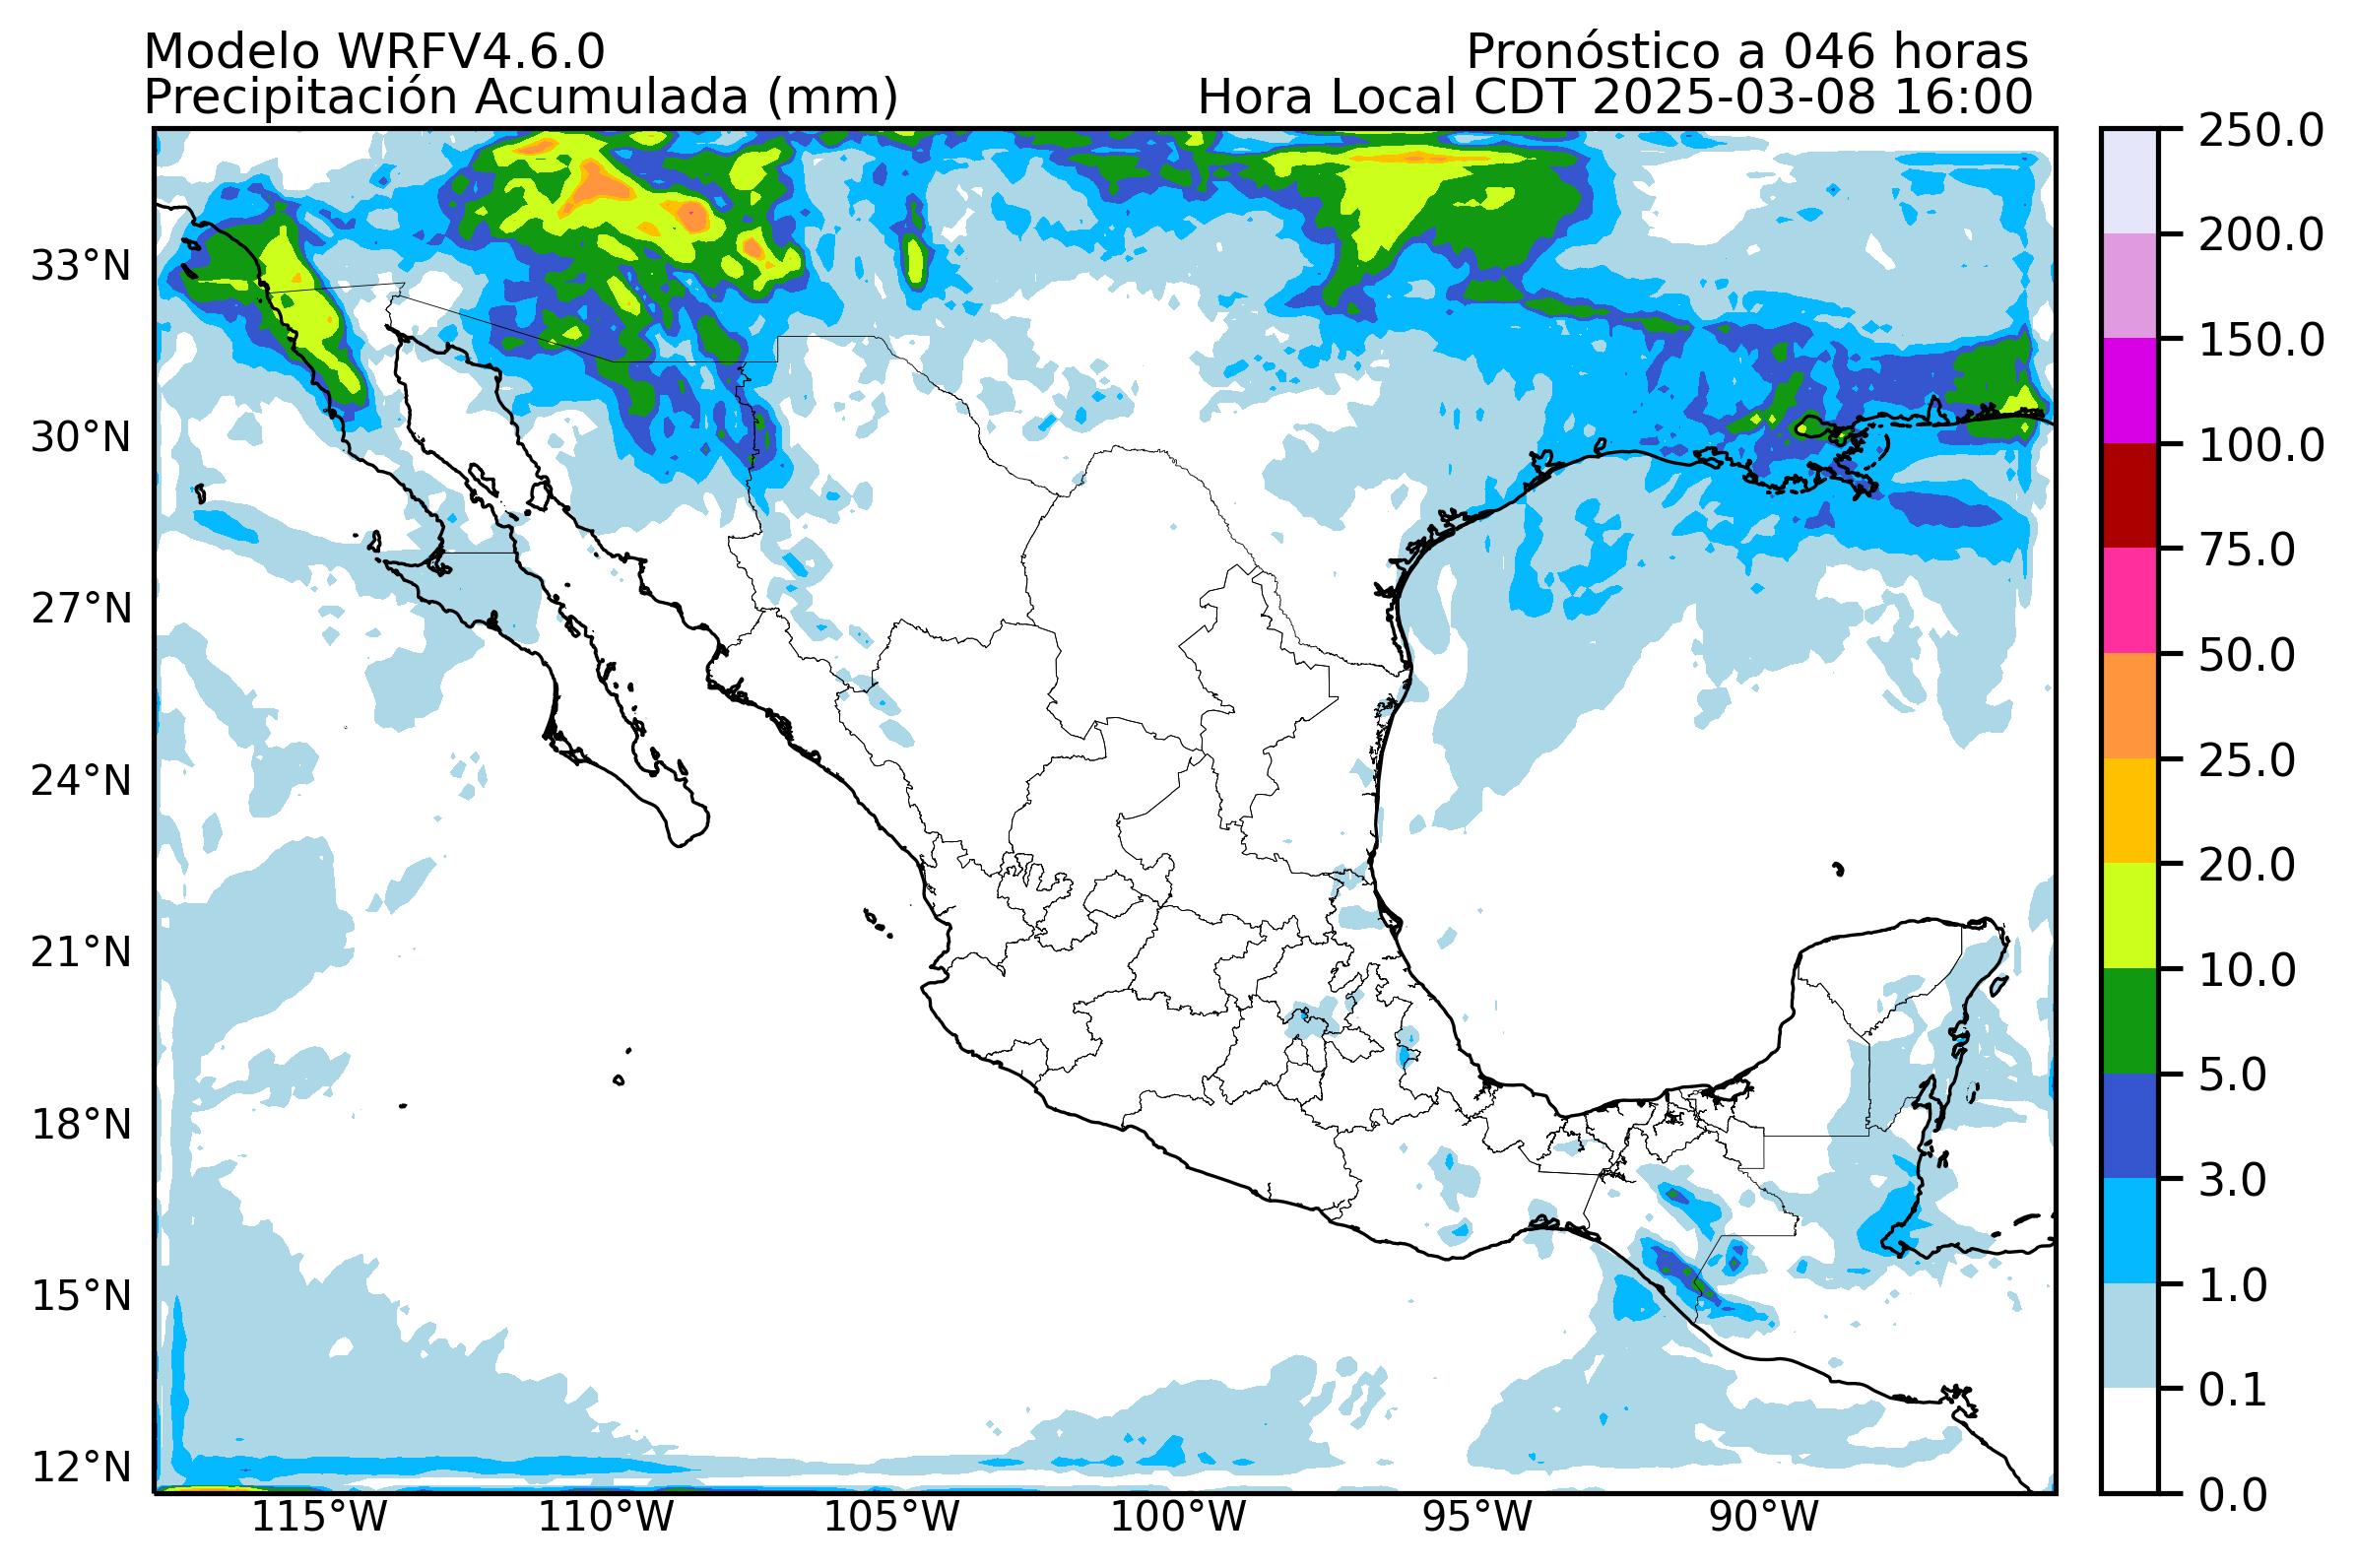 Modelo WRFV4.6.0
Pronóstico a 046 horas
Precipitación Acumulada (mm)
Hora Local CDT 2025-03-08 16:00
33°N
30°N
27°N
24°N
21°N
18°N
15°N
12°N
115°W
110°W
105°W
100°W
95°W
90°W
250.0
200.0
150.0
100.0
75.0
50.0
25.0
20.0
10.0
5.0
3.0
1.0
0.1
0.0